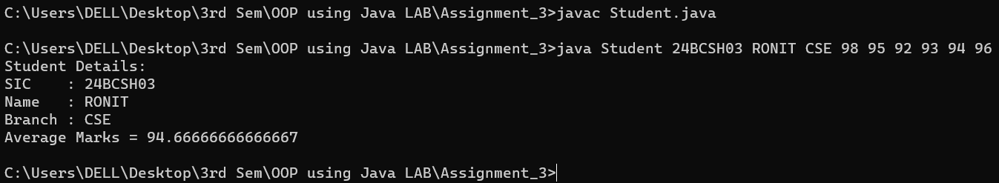 C:\Users\DELL\Desktop\3rd Sem\OOP using Java LAB\Assignment_3>javac Student.java
C:\Users\DELL\Desktop\3rd Sem\OOP using Java LAB\Assignment_3>java Student 24BCSH03 RONIT CSE 98 95 92 93 94 96
Student Details:
SIC    : 24BCSH03
Name   : RONIT
Branch : CSE
Average Marks = 94.66666666666667
C:\Users\DELL\Desktop\3rd Sem\OOP using Java LAB\Assignment_3>